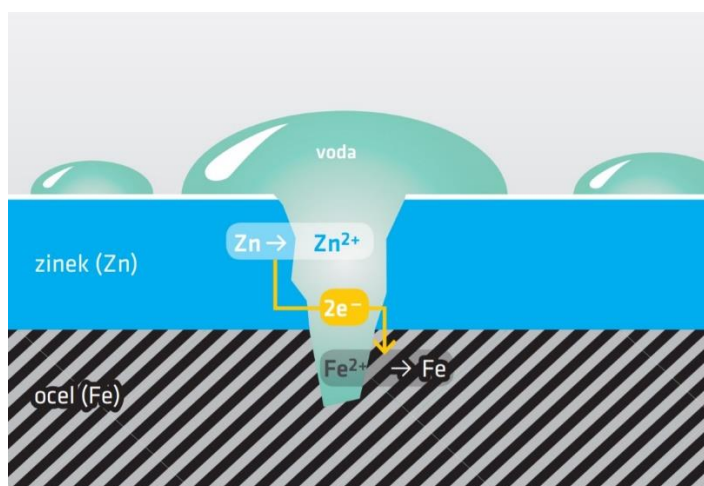 voda
Zn → Zn²⁺
zinek (Zn)
2e⁻
Fe²⁺ → Fe
ocel (Fe)